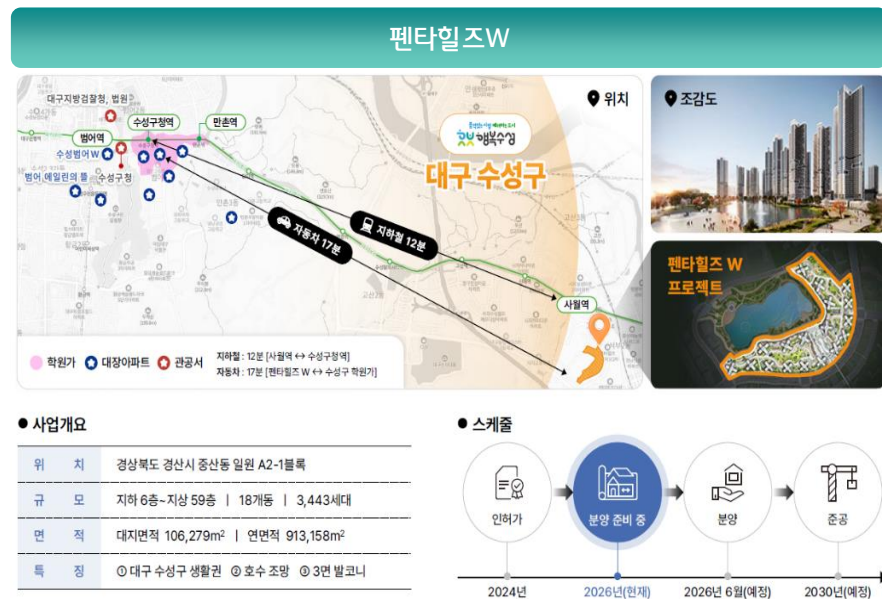 펜타힐즈W
위치
조감도
대구지방검찰청, 법원
수성구청역
만촌역
범어역
수성범어 W
범어,에일린의 뜰
수성구청
행복수성
대구 수성구
지하철 12분
자동차 17분
사월역
펜타힐즈 W
프로젝트
학원가
대장아파트
관공서
지하철 : 12분 [사월역 ↔ 수성구청역]
자동차 : 17분 [펜타힐즈 W ↔ 수성구 학원가]
● 사업개요
위 치 경상북도 경산시 중산동 일원 A2-1블록
규 모 지하 6층~지상 59층 | 18개동 | 3,443세대
면 적 대지면적 106,279m² | 연면적 913,158m²
특 징 ① 대구 수성구 생활권 ② 호수 조망 ③ 3면 발코니
● 스케줄
인허가
분양 준비 중
분양
준공
2024년
2026년(현재)
2026년 6월(예정)
2030년(예정)